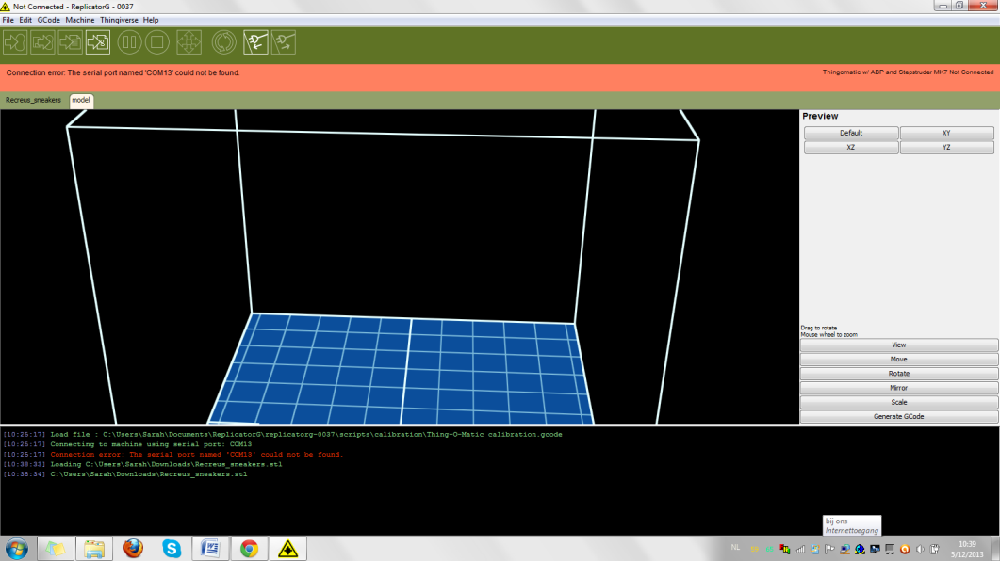 Not Connected - ReplicatorG - 0037
File Edit GCode Machine Thingiverse Help
Connection error: The serial port named 'COM13' could not be found.
Thingomatic w/ ABP and Stepstruder MK7 Not Connected
Recreus_sneakers
model
Preview
Default
XY
XZ
YZ
Drag to rotate
Mouse wheel to zoom
View
Move
Rotate
Mirror
Scale
Generate GCode
[10:25:17] Load file : C:\Users\Sarah\Documents\ReplicatorG\replicatorg-0037\scripts\calibration\Thing-O-Matic calibration.gcode
[10:25:17] Connecting to machine using serial port: COM13
[10:25:17] Connection error: The serial port named 'COM13' could not be found.
[10:38:33] Loading C:\Users\Sarah\Downloads\Recreus_sneakers.stl
[10:38:34] C:\Users\Sarah\Downloads\Recreus_sneakers.stl
bij ons
Internettoegang
NL
10:39
5/12/2013